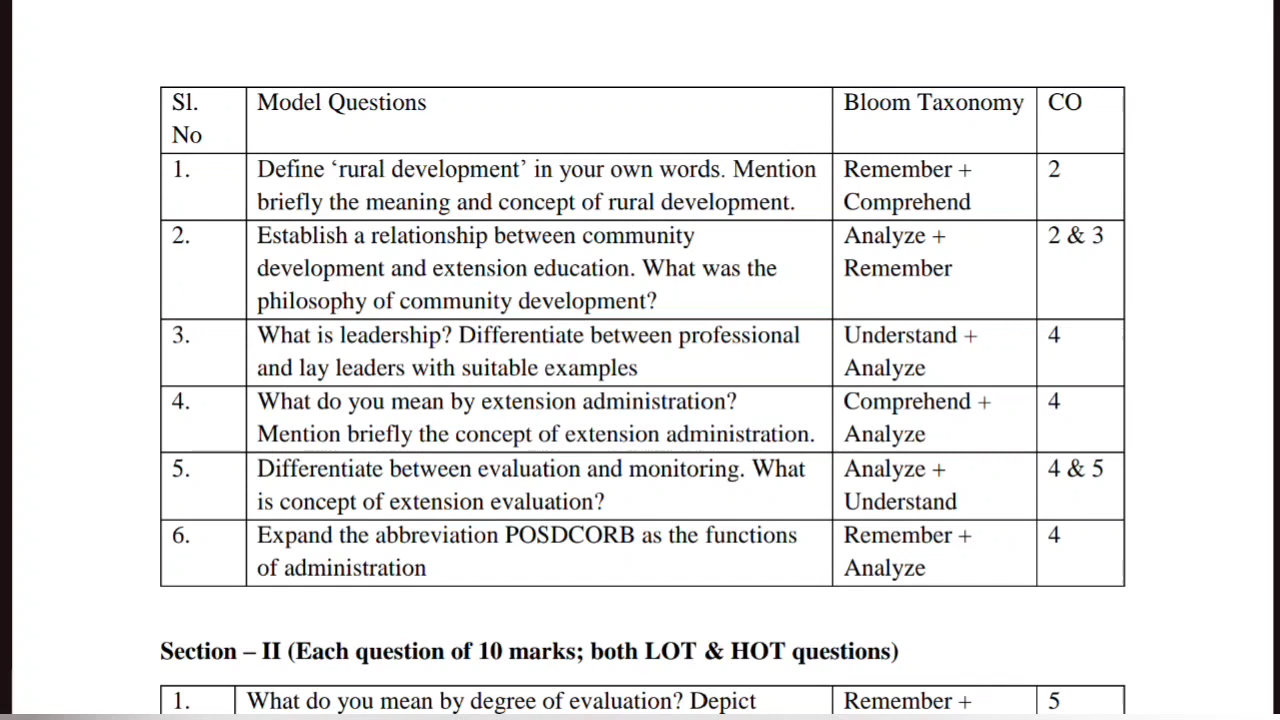 Sl. No Model Questions Bloom Taxonomy CO
1. Define ‘rural development’ in your own words. Mention Remember + 2
briefly the meaning and concept of rural development. Comprehend
2. Establish a relationship between community Analyze + 2 & 3
development and extension education. What was the Remember
philosophy of community development?
3. What is leadership? Differentiate between professional Understand + 4
and lay leaders with suitable examples Analyze
4. What do you mean by extension administration? Comprehend + 4
Mention briefly the concept of extension administration. Analyze
5. Differentiate between evaluation and monitoring. What Analyze + 4 & 5
is concept of extension evaluation? Understand
6. Expand the abbreviation POSDCORB as the functions Remember + 4
of administration Analyze
Section – II (Each question of 10 marks; both LOT & HOT questions)
1. What do you mean by degree of evaluation? Depict Remember + 5